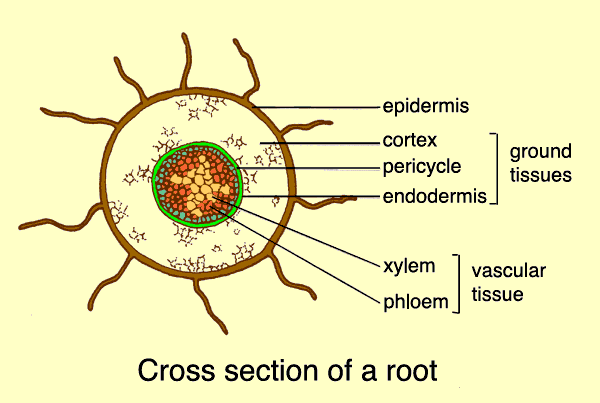 epidermis
cortex
pericycle
endodermis
ground
tissues
xylem
phloem
vascular
tissue
Cross section of a root